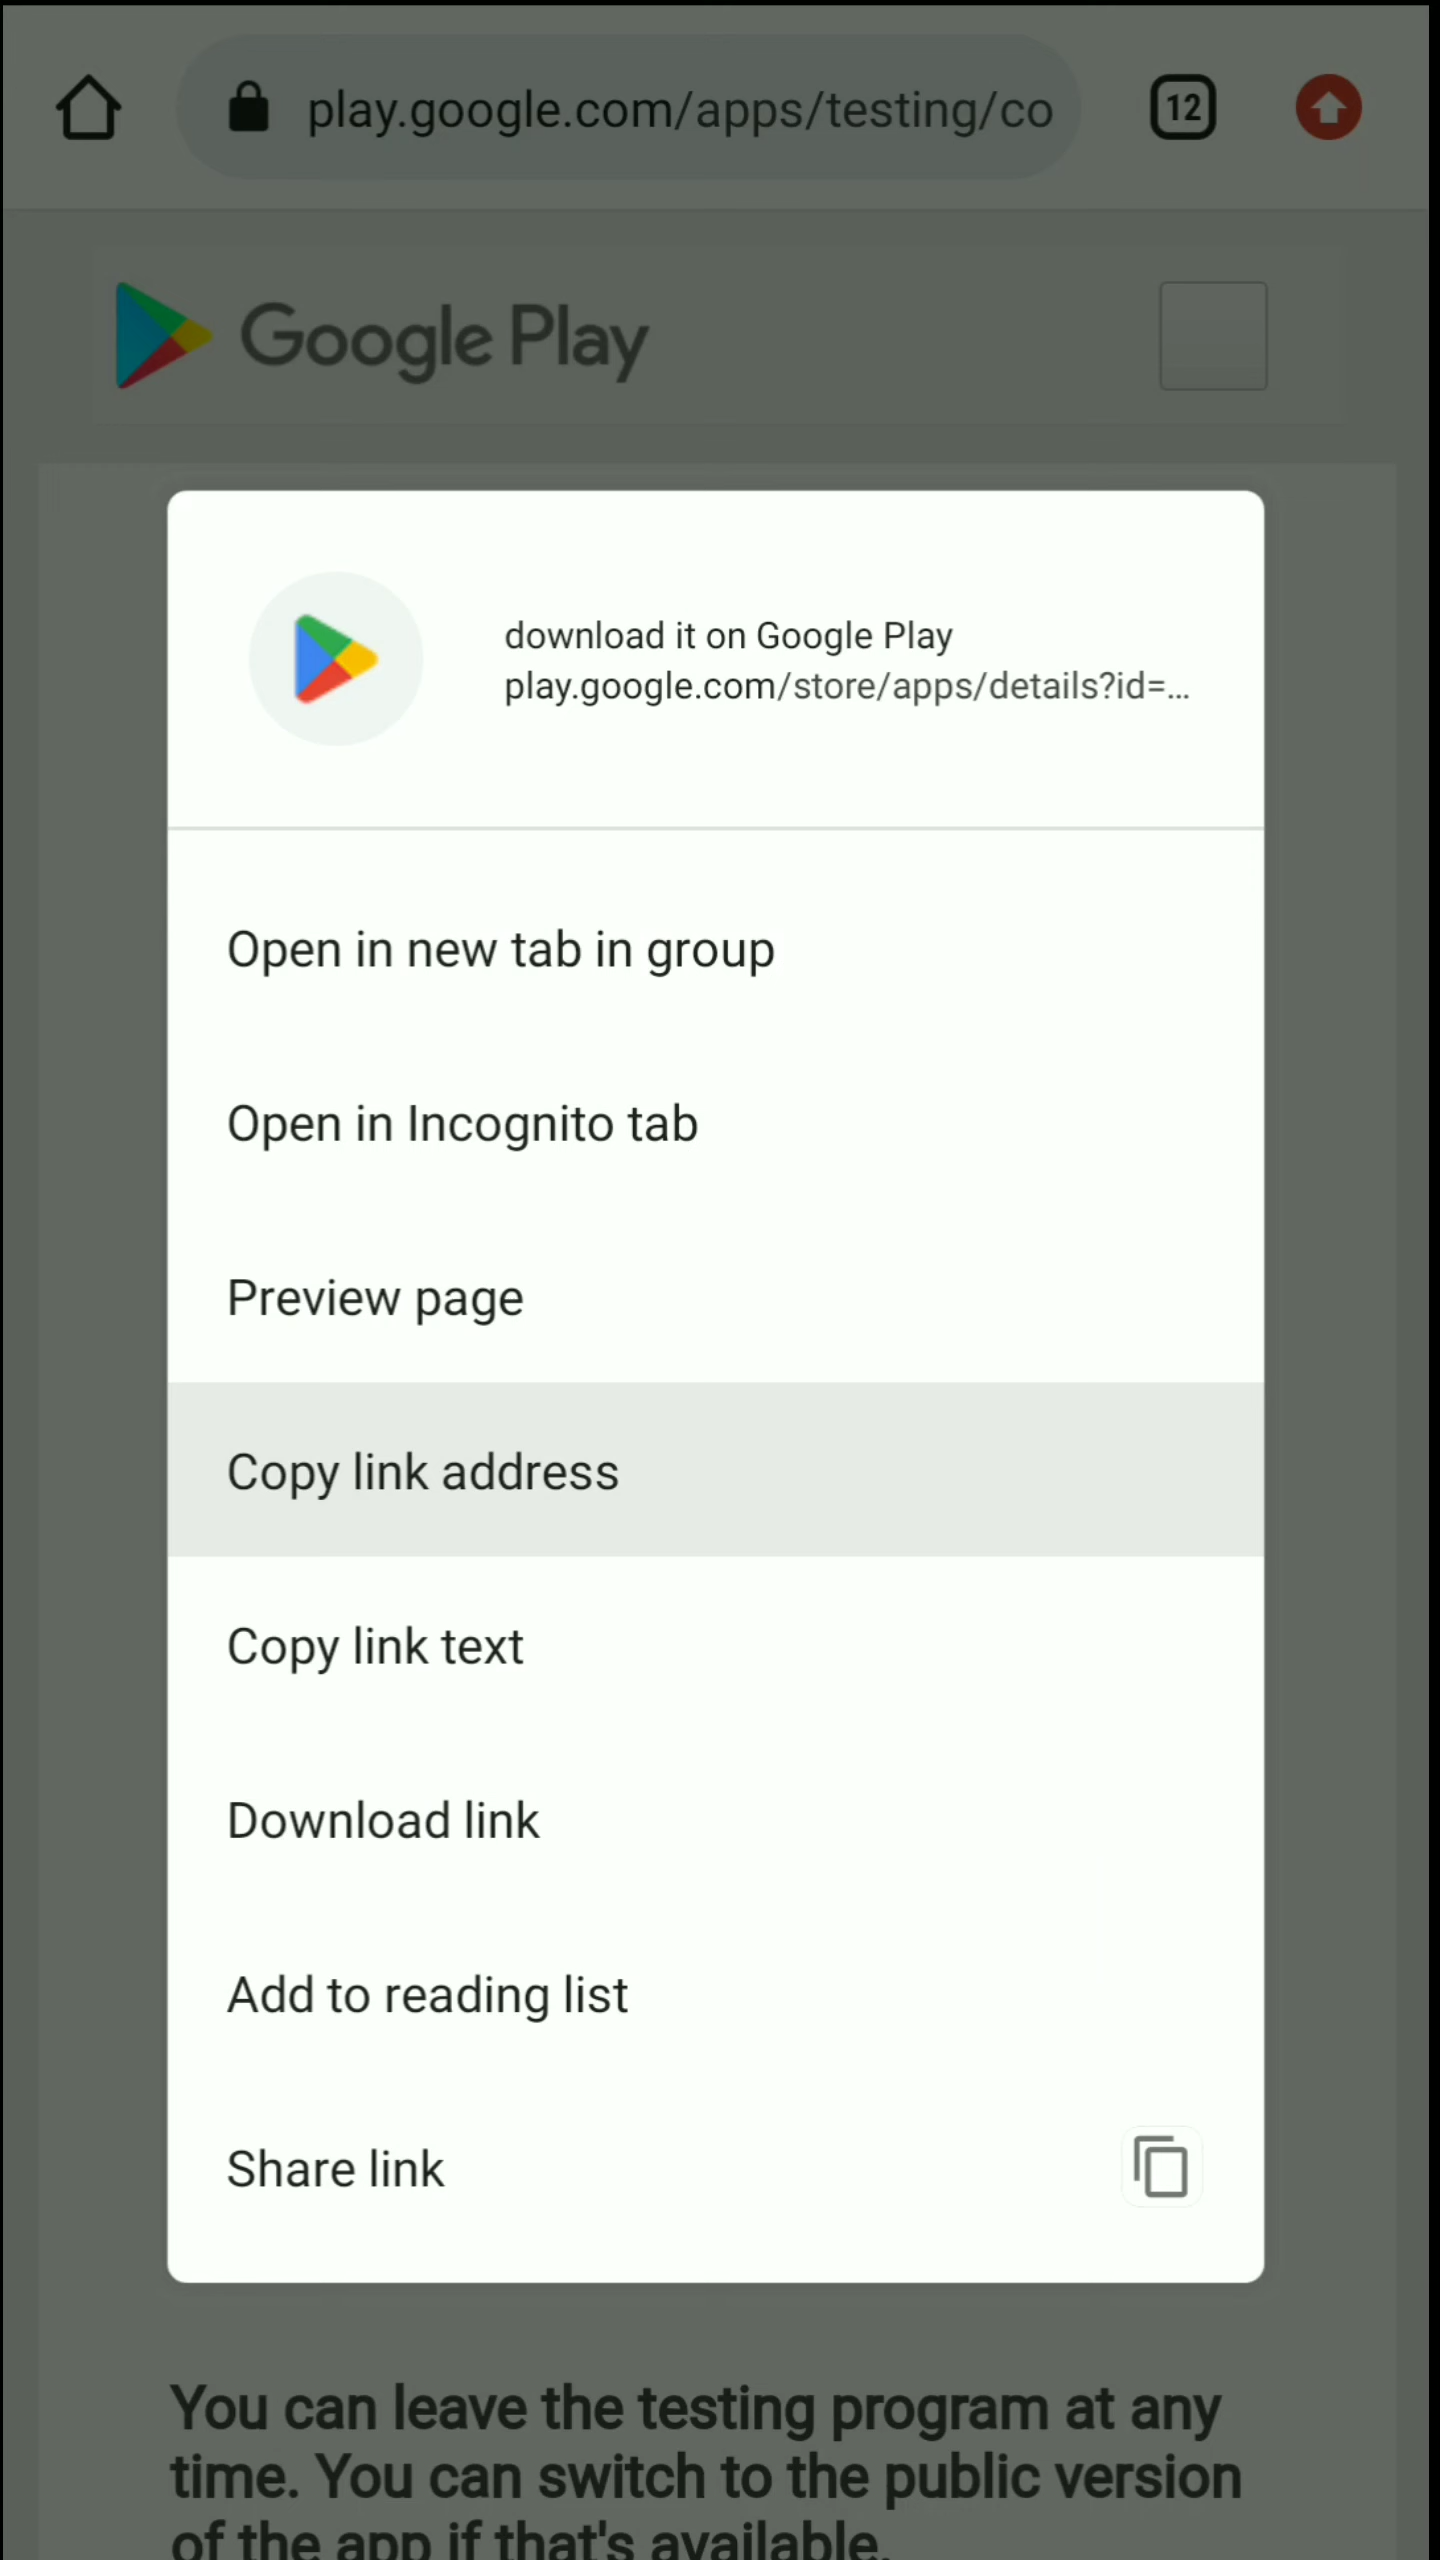 play.google.com/apps/testing/co
12
Google Play
download it on Google Play
play.google.com/store/apps/details?id=...
Open in new tab in group
Open in Incognito tab
Preview page
Copy link address
Copy link text
Download link
Add to reading list
Share link
You can leave the testing program at any
time. You can switch to the public version
of the app if that's available.